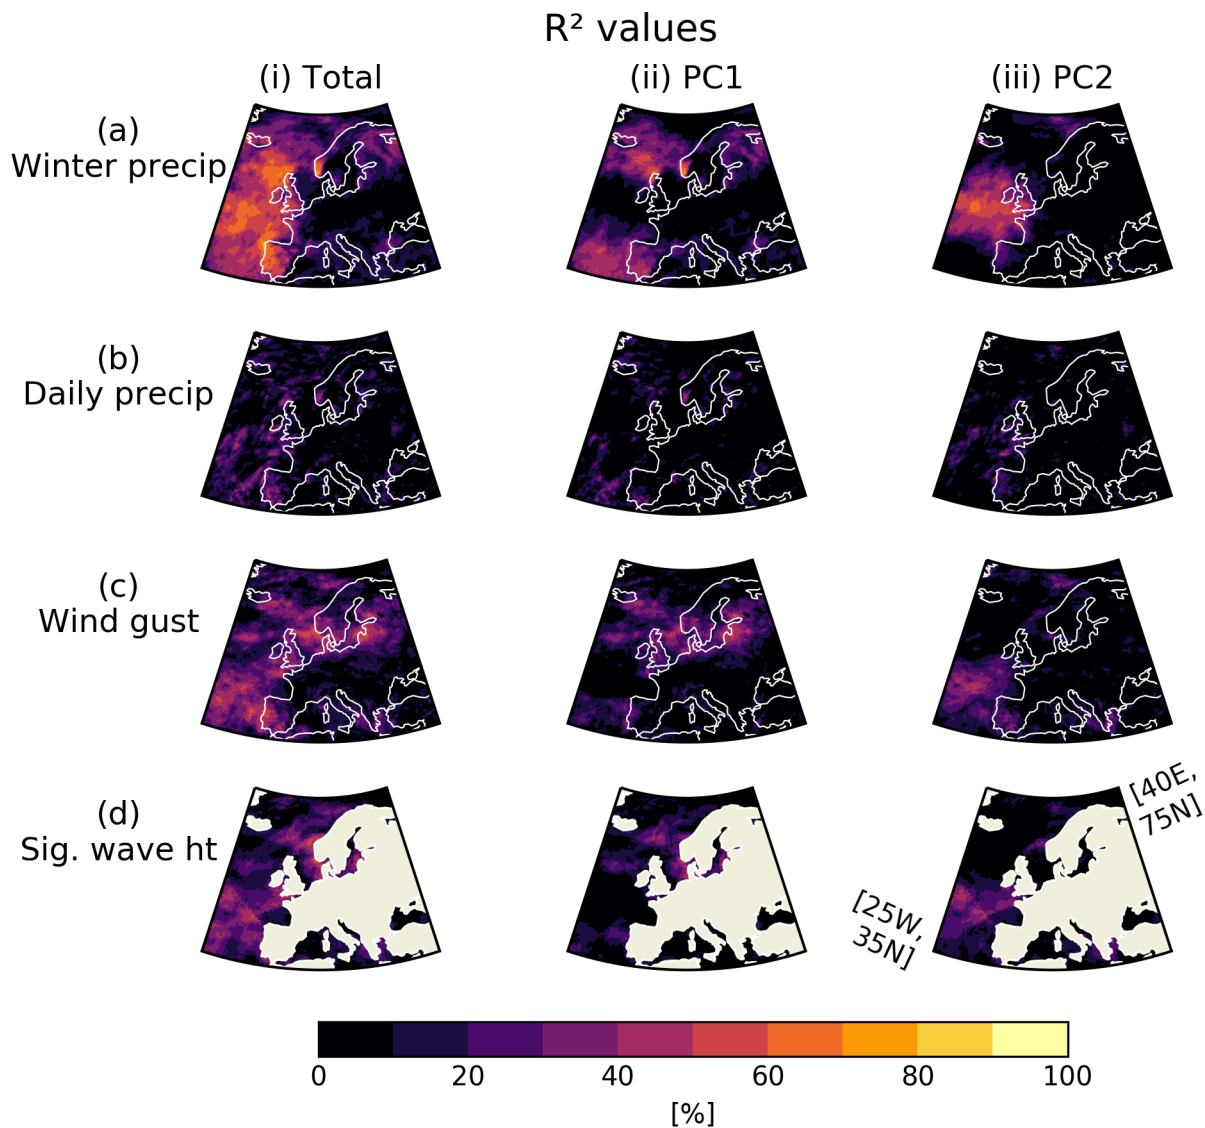 R² values
(i) Total
(ii) PC1
(iii) PC2
(a)
Winter precip
(b)
Daily precip
(c)
Wind gust
(d)
Sig. wave ht
[40E,
75N]
[25W,
35N]
0 20 40 60 80 100
[%]